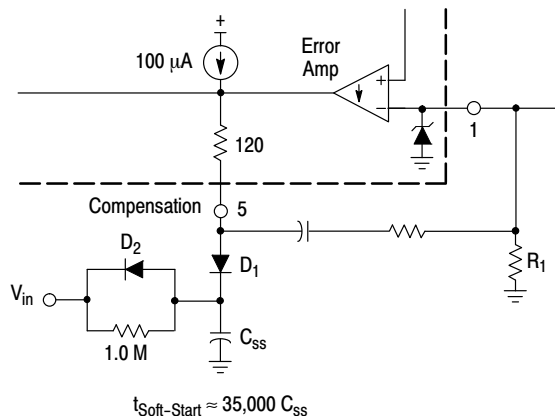 +
100 µA
Error
Amp
+
−
1
120
Compensation
5
D2
D1
Vin
R1
1.0 M
Css
tSoft−Start ≈ 35,000 Css